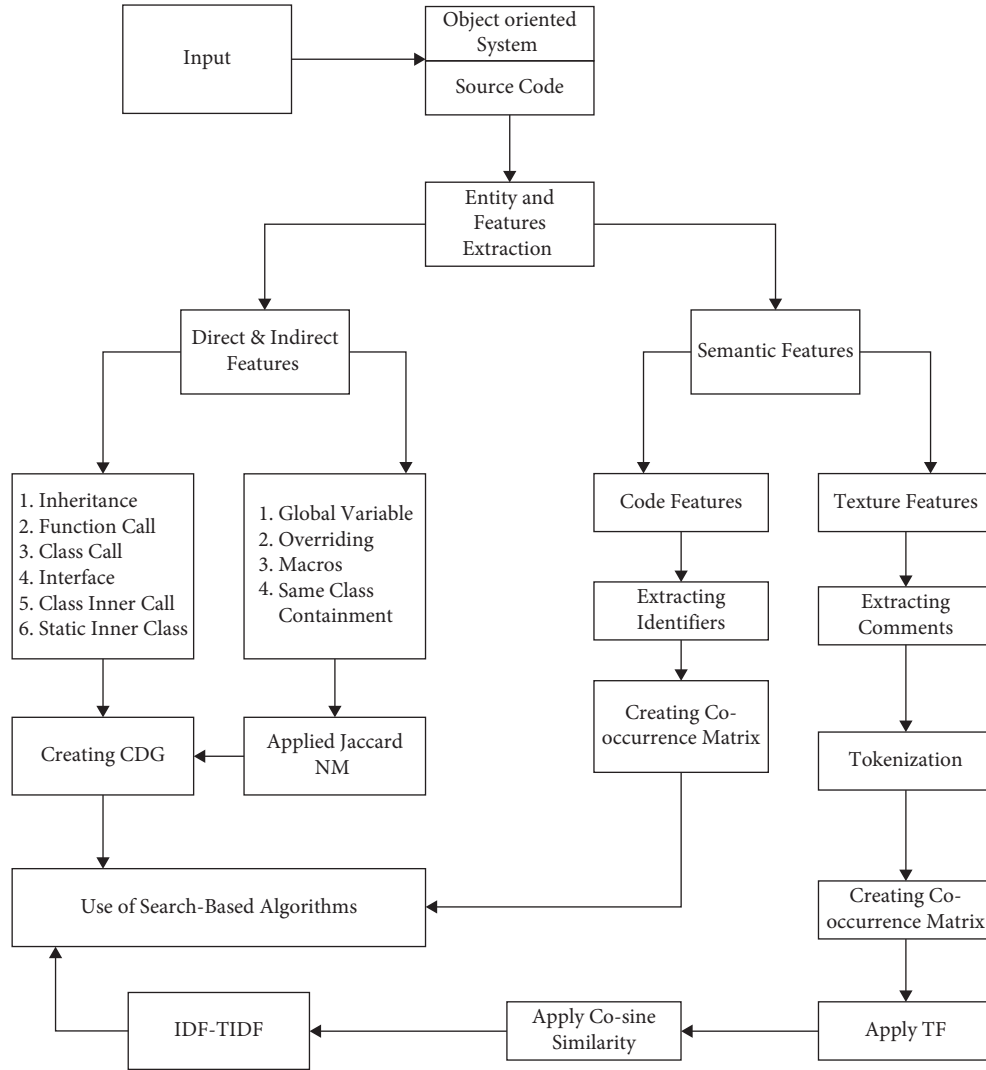 Input
Object oriented
System
Source Code
Entity and
Features
Extraction
Direct & Indirect
Features
Semantic Features
1. Inheritance
2. Function Call
3. Class Call
4. Interface
5. Class Inner Call
6. Static Inner Class
1. Global Variable
2. Overriding
3. Macros
4. Same Class
Containment
Code Features
Texture Features
Extracting
Identifiers
Extracting
Comments
Creating CDG
Applied Jaccard
NM
Creating Co-
occurrence Matrix
Tokenization
Use of Search-Based Algorithms
Creating Co-
occurrence Matrix
IDF-TIDF
Apply Co-sine
Similarity
Apply TF